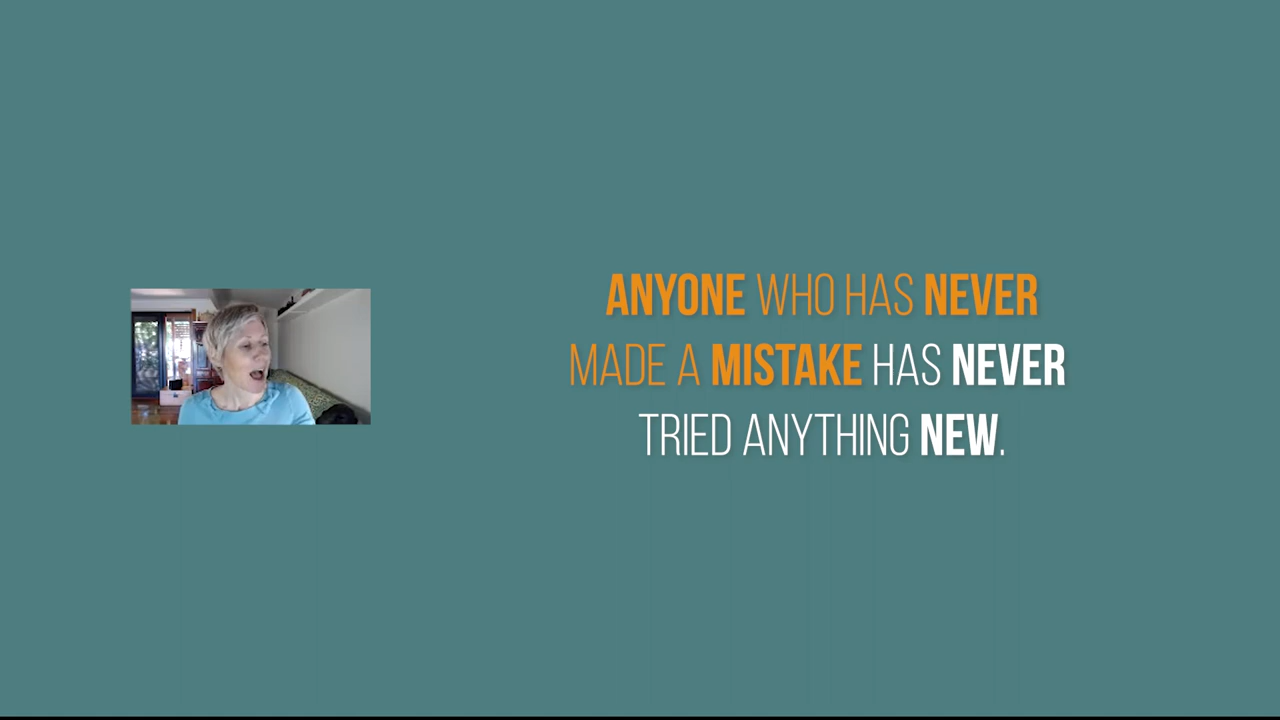 ANYONE WHO HAS NEVER
MADE A MISTAKE HAS NEVER
TRIED ANYTHING NEW.